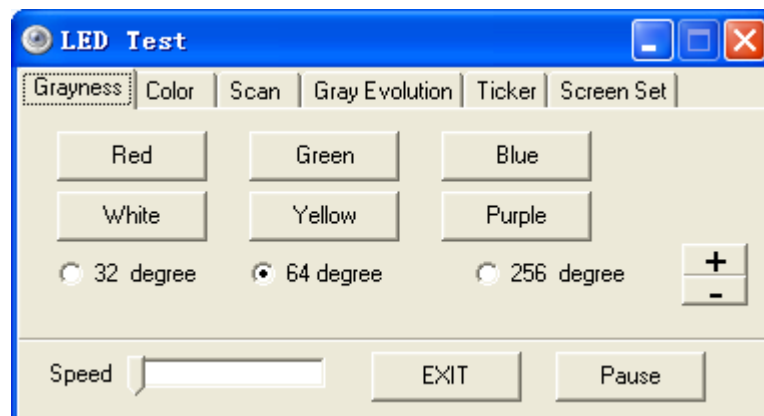 LED Test
Grayness Color Scan Gray Evolution Ticker Screen Set
Red Green Blue
White Yellow Purple
32 degree 64 degree 256 degree +
-
Speed EXIT Pause